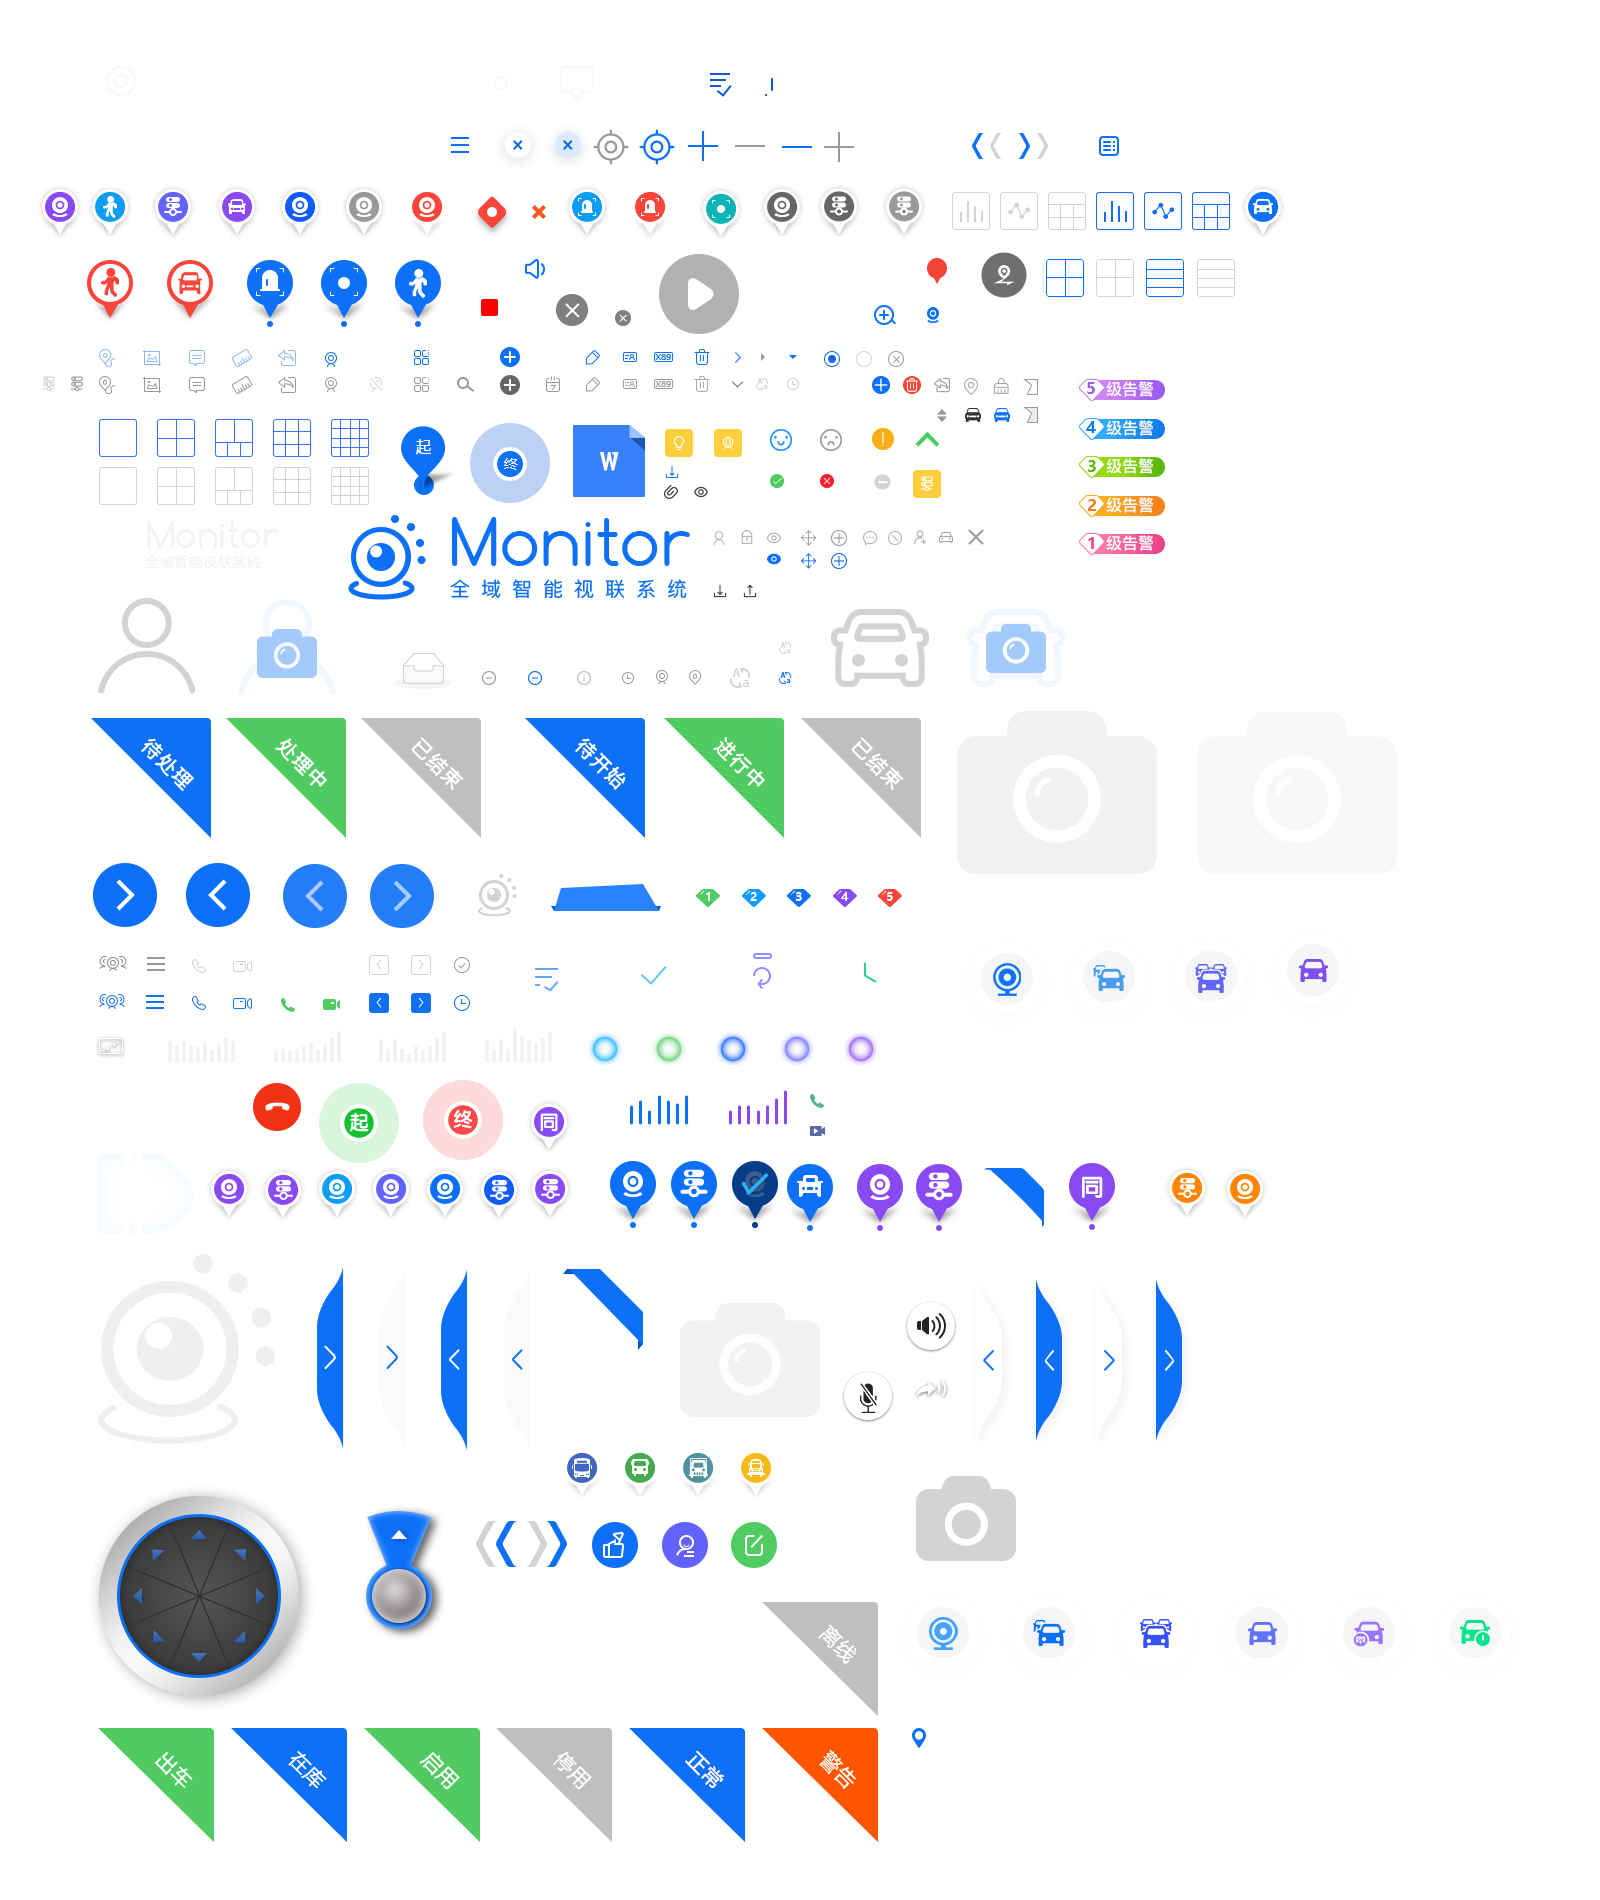 X89
X89
5 级告警
4 级告警
3 级告警
2 级告警
1 级告警
起
终
W
Monitor
全域智能视联系统
Monitor
全域智能视联系统
A a
A a
A a
待处理
处理中
已结束
待开始
进行中
已结束
1
2
3
4
5
起
终
同
同
离线
出车
在库
启用
停用
正常
警告